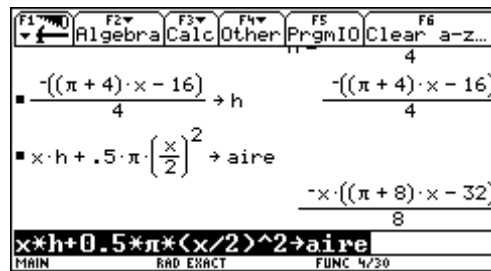 F1 F2 F3 F4 F5 F6
Algebra Calc Other PrgmIO Clear a-z…
4
-((π + 4)·x − 16)/4 → h
-((π + 4)·x − 16)/4
x·h + .5·π·(x/2)^2 → aire
-x·((π + 8)·x − 32)/8
x*h+0.5*π*(x/2)^2→aire
MAIN RAD EXACT FUNC 4/30